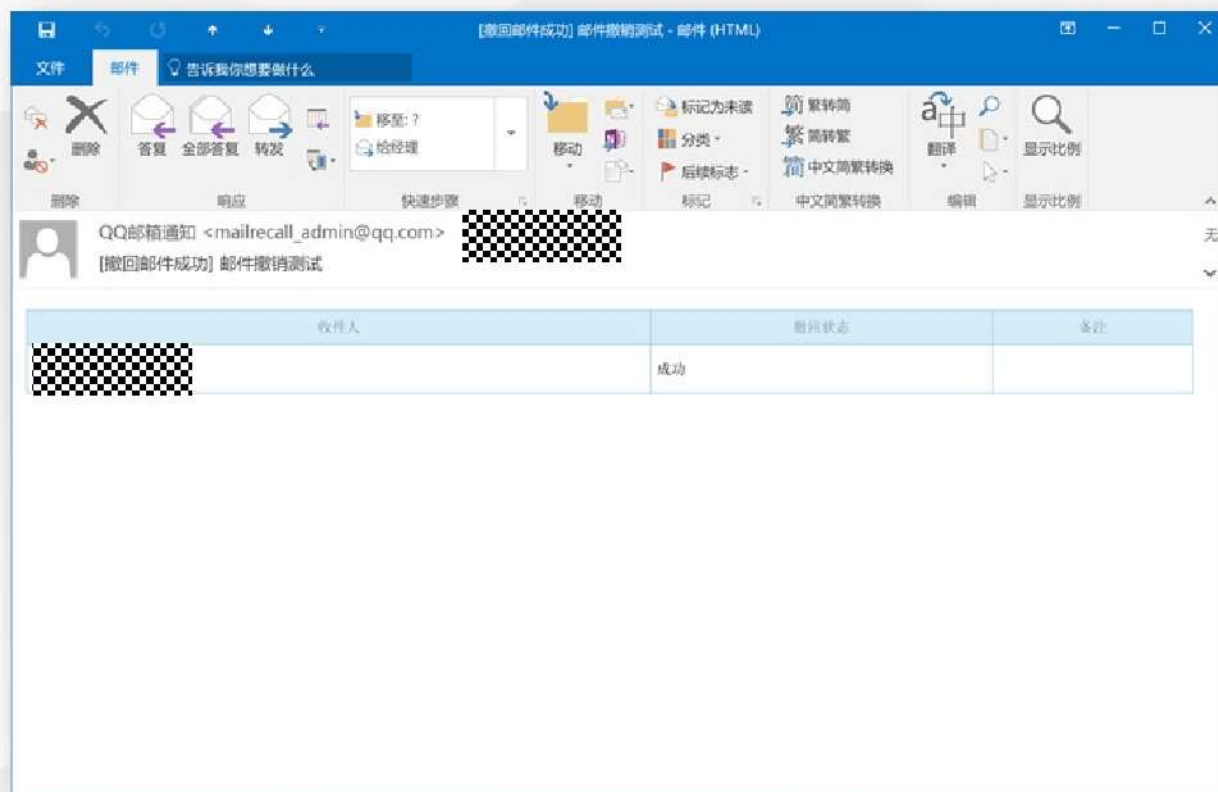 [撤回邮件成功] 邮件撤销测试 - 邮件 (HTML)
文件 邮件 告诉我你想要做什么
删除 答复 全部答复 转发
移至: ?
给经理
移动
标记为未读
分类
后续标志
繁转简
简转繁
中文简繁转换
翻译
显示比例
删除 响应 快速步骤 移动 标记 中文简繁转换 编辑 显示比例
QQ邮箱通知 <mailrecall_admin@qq.com>
无
[撤回邮件成功] 邮件撤销测试
收件人 撤回状态 备注
成功